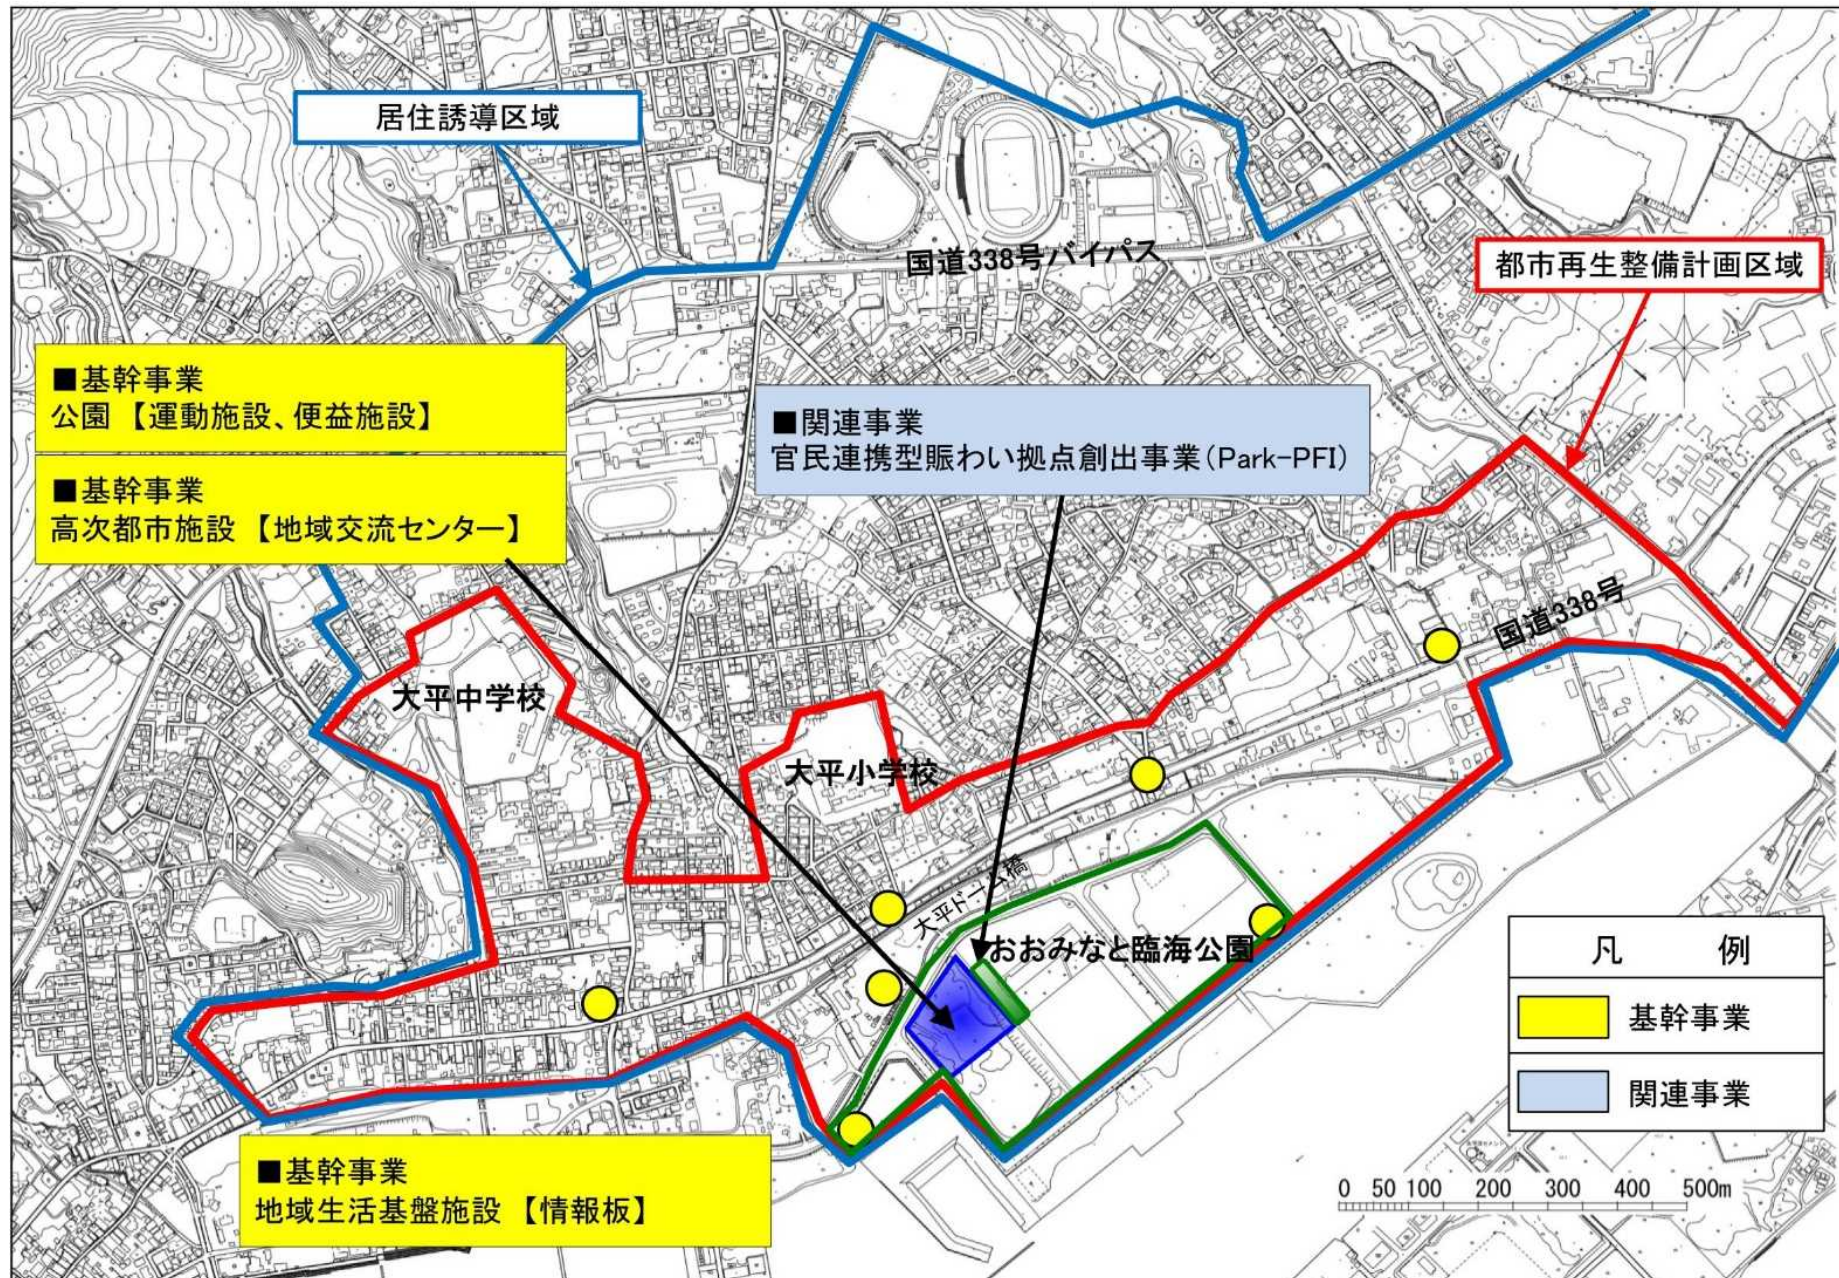 居住誘導区域
国道338号バイパス
都市再生整備計画区域
■基幹事業
公園 【運動施設、便益施設】
■基幹事業
高次都市施設 【地域交流センター】
■関連事業
官民連携型賑わい拠点創出事業(Park-PFI)
国道338号
大平中学校
大平小学校
大平ドーム橋
おおみなと臨海公園
凡 例
基幹事業
関連事業
■基幹事業
地域生活基盤施設 【情報板】
0 50 100 200 300 400 500m